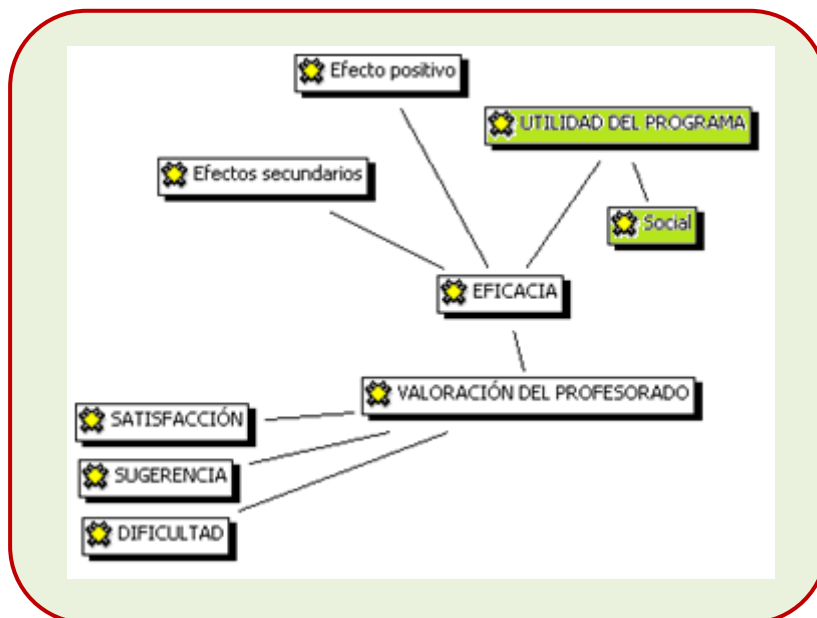 Efecto positivo
UTILIDAD DEL PROGRAMA
Efectos secundarios
Social
EFICACIA
VALORACIÓN DEL PROFESORADO
SATISFACCIÓN
SUGERENCIA
DIFICULTAD